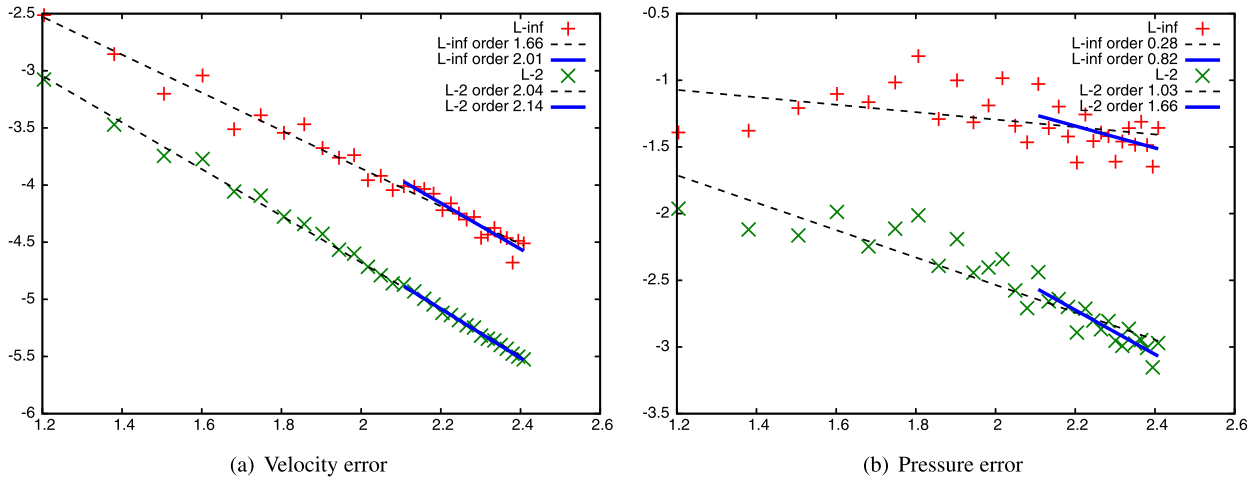 -2.5
-3
-3.5
-4
-4.5
-5
-5.5
-6
1.2
1.4
1.6
1.8
2
2.2
2.4
2.6
L-inf
L-inf order 1.66
L-inf order 2.01
L-2
L-2 order 2.04
L-2 order 2.14
(a) Velocity error
-0.5
-1
-1.5
-2
-2.5
-3
-3.5
1.2
1.4
1.6
1.8
2
2.2
2.4
2.6
L-inf
L-inf order 0.28
L-inf order 0.82
L-2
L-2 order 1.03
L-2 order 1.66
(b) Pressure error